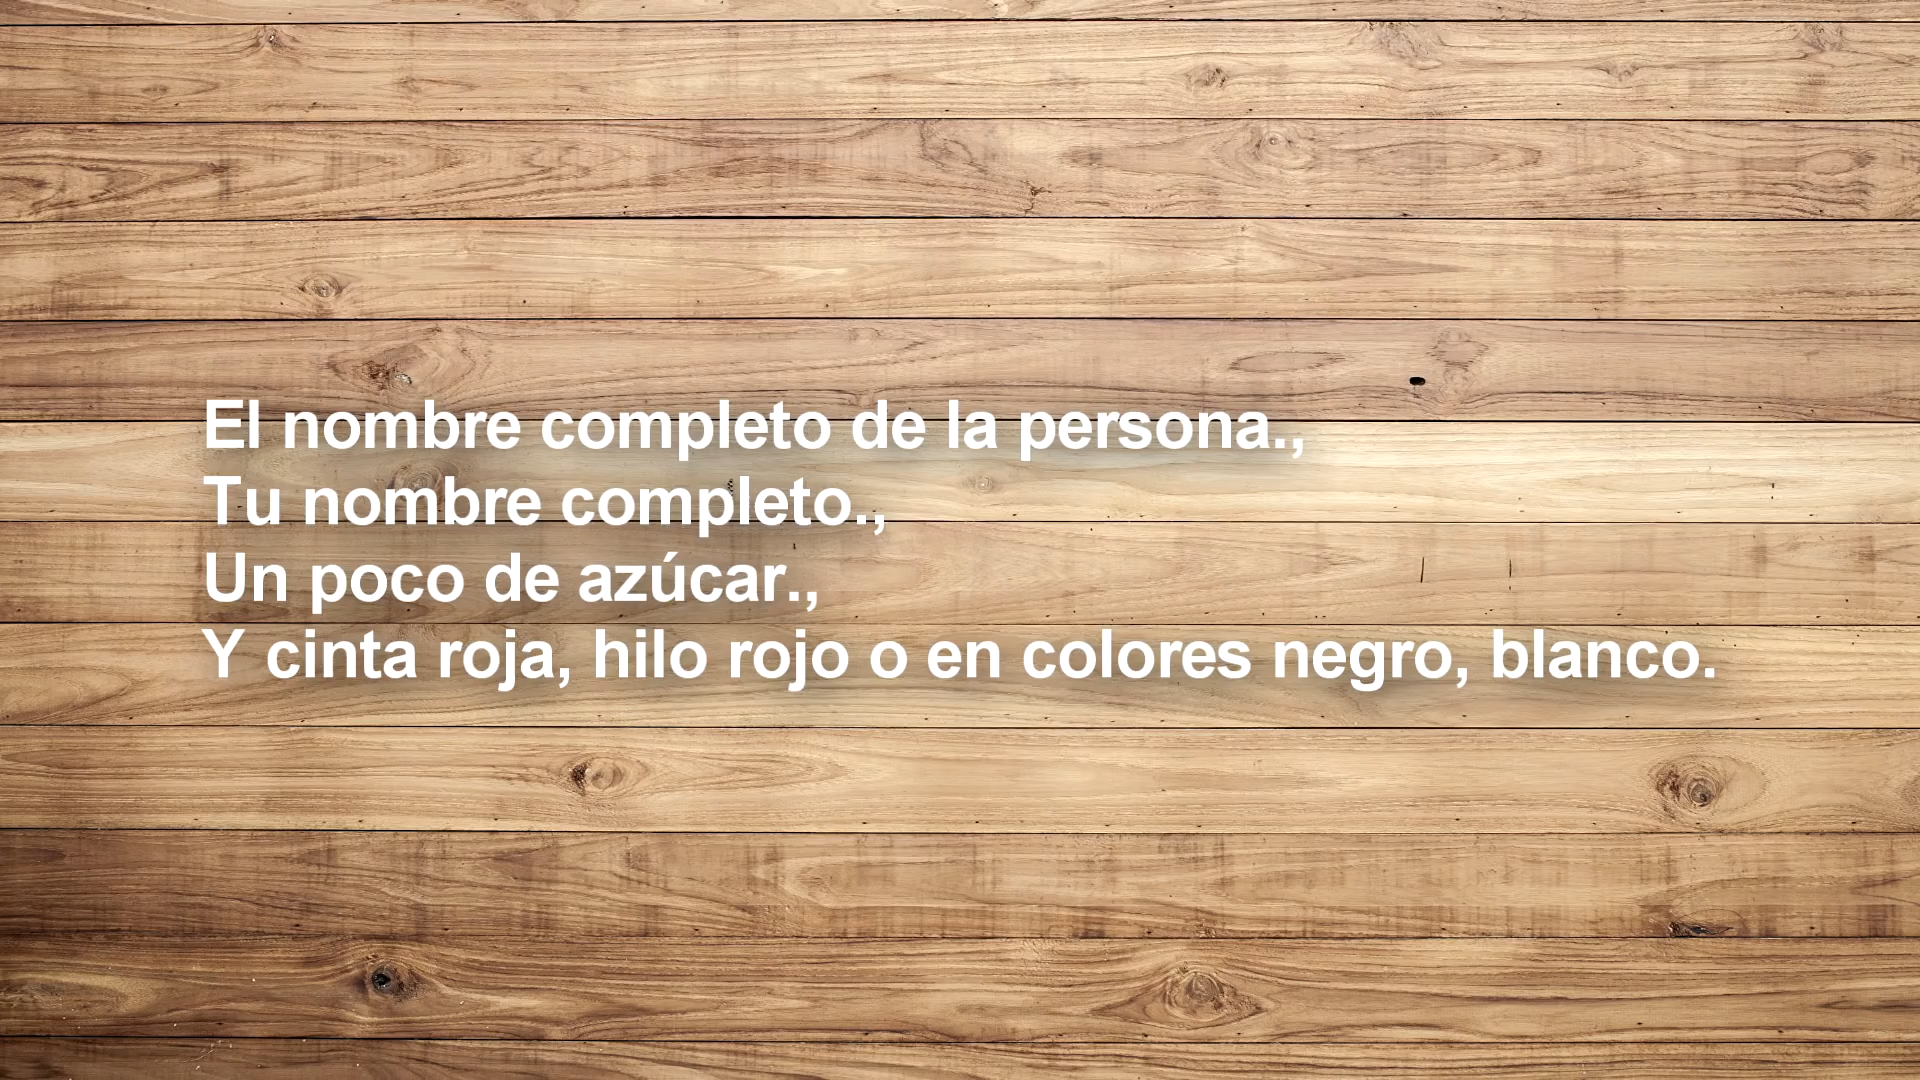 El nombre completo de la persona.,
Tu nombre completo.,
Un poco de azúcar.,
Y cinta roja, hilo rojo o en colores negro, blanco.